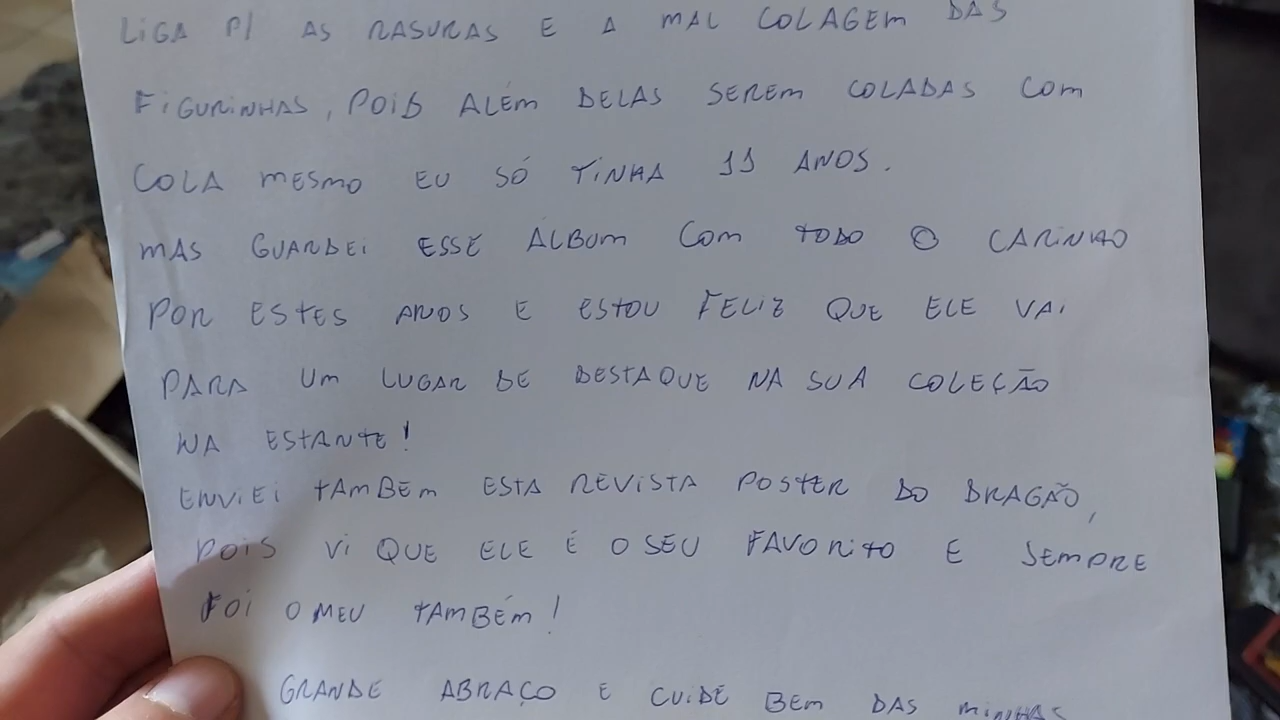 LIGA P/ AS RASURAS E A MAL COLAGEM DAS
FIGURINHAS, POIS ALÉM DELAS SEREM COLADAS COM
COLA MESMO EU SÓ TINHA 11 ANOS.
MAS GUARDEI ESSE ÁLBUM COM TODO O CARINHO
POR ESTES ANOS E ESTOU FELIZ QUE ELE VAI
PARA UM LUGAR DE DESTAQUE NA SUA COLEÇÃO
NA ESTANTE!
ENVIEI TAMBÉM ESTA REVISTA POSTER DO DRAGÃO,
POIS VI QUE ELE É O SEU FAVORITO E SEMPRE
FOI O MEU TAMBÉM!
GRANDE ABRAÇO E CUIDE BEM DAS MINHAS